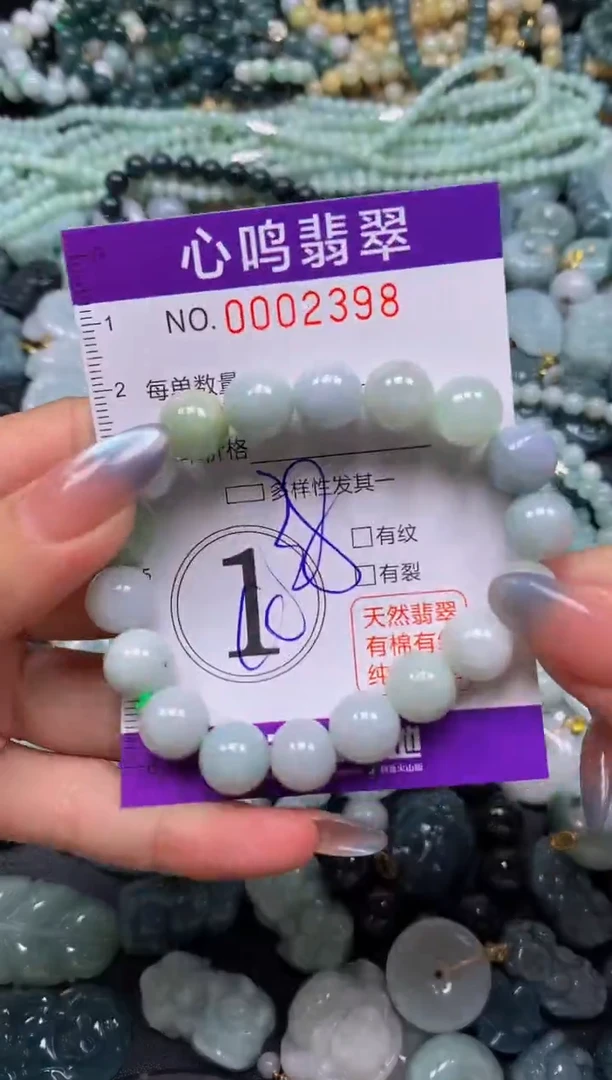 心鸣翡翠
NO. 0002398
1
2
每单数量
价格
多样性发其一
5
1
有纹
有裂
天然翡翠
有棉有
纯